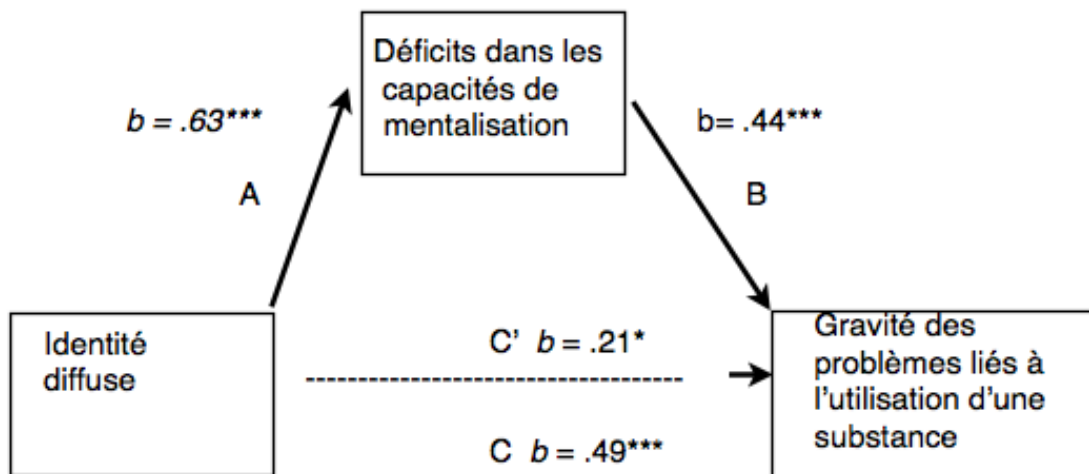 Déficits dans les
capacités de
mentalisation
b = .63***
b= .44***
A
B
Identité
diffuse
C’ b = .21*
C b = .49***
Gravité des
problèmes liés à
l’utilisation d’une
substance